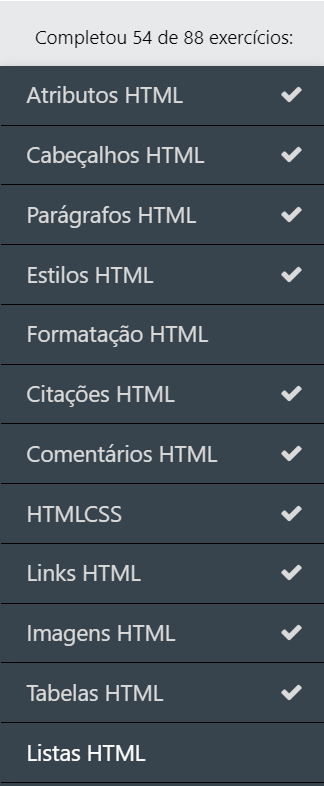 Completou 54 de 88 exercícios:
Atributos HTML
Cabeçalhos HTML
Parágrafos HTML
Estilos HTML
Formatação HTML
Citações HTML
Comentários HTML
HTMLCSS
Links HTML
Imagens HTML
Tabelas HTML
Listas HTML